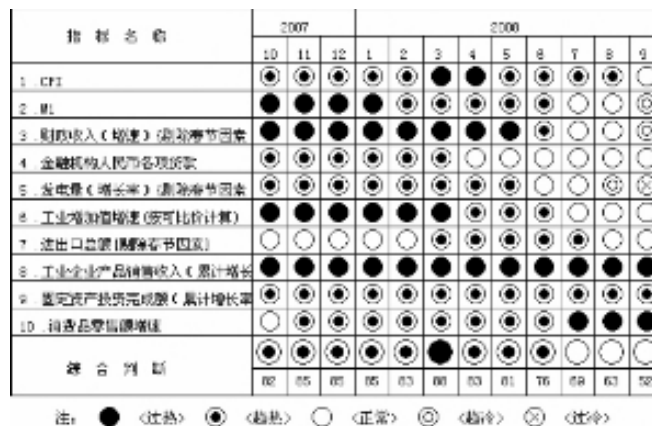 指 标 名 称
2007 2008
10 11 12 1 2 3 4 5 6 7 8 9
1 .CPI
2 .M1
3 .财政收入(增速)(剔除春节因素
4 .金融机构人民币各项贷款
5 .发电量(增长率)(剔除春节因素
6 .工业增加值增速(按可比价计算)
7 .进出口总额(剔除春节因素)
8 .工业企业产品销售收入(累计增长
9 .固定资产投资完成额(累计增长率
10 .消费品零售额增速
综 合 判 断
82 85 85 85 83 88 83 81 76 69 63 52
注: <过热> <趋热> <正常> <趋冷> <过冷>